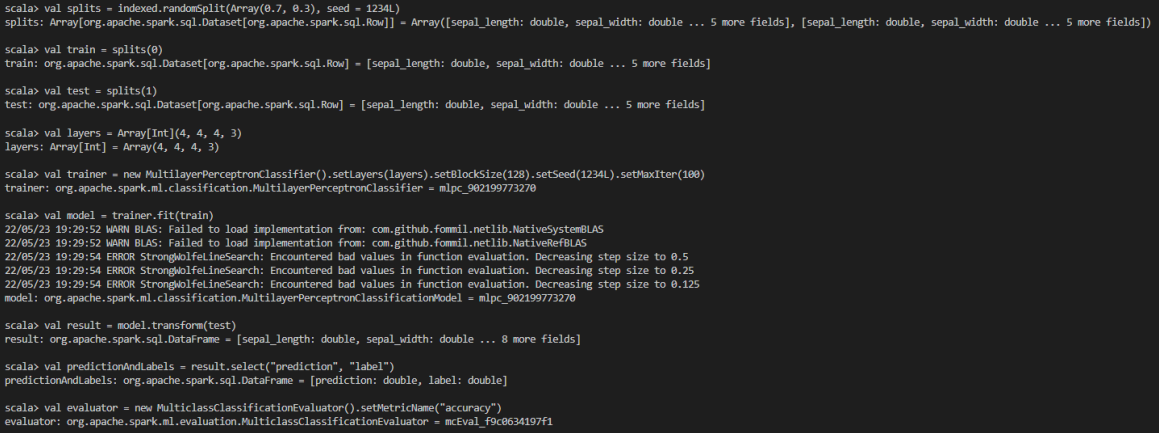 scala> val splits = indexed.randomSplit(Array(0.7, 0.3), seed = 1234L)
splits: Array[org.apache.spark.sql.Dataset[org.apache.spark.sql.Row]] = Array([sepal_length: double, sepal_width: double ... 5 more fields], [sepal_length: double, sepal_width: double ... 5 more fields])
scala> val train = splits(0)
train: org.apache.spark.sql.Dataset[org.apache.spark.sql.Row] = [sepal_length: double, sepal_width: double ... 5 more fields]
scala> val test = splits(1)
test: org.apache.spark.sql.Dataset[org.apache.spark.sql.Row] = [sepal_length: double, sepal_width: double ... 5 more fields]
scala> val layers = Array[Int](4, 4, 4, 3)
layers: Array[Int] = Array(4, 4, 4, 3)
scala> val trainer = new MultilayerPerceptronClassifier().setLayers(layers).setBlockSize(128).setSeed(1234L).setMaxIter(100)
trainer: org.apache.spark.ml.classification.MultilayerPerceptronClassifier = mlpc_902199773270
scala> val model = trainer.fit(train)
22/05/23 19:29:52 WARN BLAS: Failed to load implementation from: com.github.fommil.netlib.NativeSystemBLAS
22/05/23 19:29:52 WARN BLAS: Failed to load implementation from: com.github.fommil.netlib.NativeRefBLAS
22/05/23 19:29:54 ERROR StrongWolfeLineSearch: Encountered bad values in function evaluation. Decreasing step size to 0.5
22/05/23 19:29:54 ERROR StrongWolfeLineSearch: Encountered bad values in function evaluation. Decreasing step size to 0.25
22/05/23 19:29:54 ERROR StrongWolfeLineSearch: Encountered bad values in function evaluation. Decreasing step size to 0.125
model: org.apache.spark.ml.classification.MultilayerPerceptronClassificationModel = mlpc_902199773270
scala> val result = model.transform(test)
result: org.apache.spark.sql.DataFrame = [sepal_length: double, sepal_width: double ... 8 more fields]
scala> val predictionAndLabels = result.select("prediction", "label")
predictionAndLabels: org.apache.spark.sql.DataFrame = [prediction: double, label: double]
scala> val evaluator = new MulticlassClassificationEvaluator().setMetricName("accuracy")
evaluator: org.apache.spark.ml.evaluation.MulticlassClassificationEvaluator = mcEval_f9c0634197f1